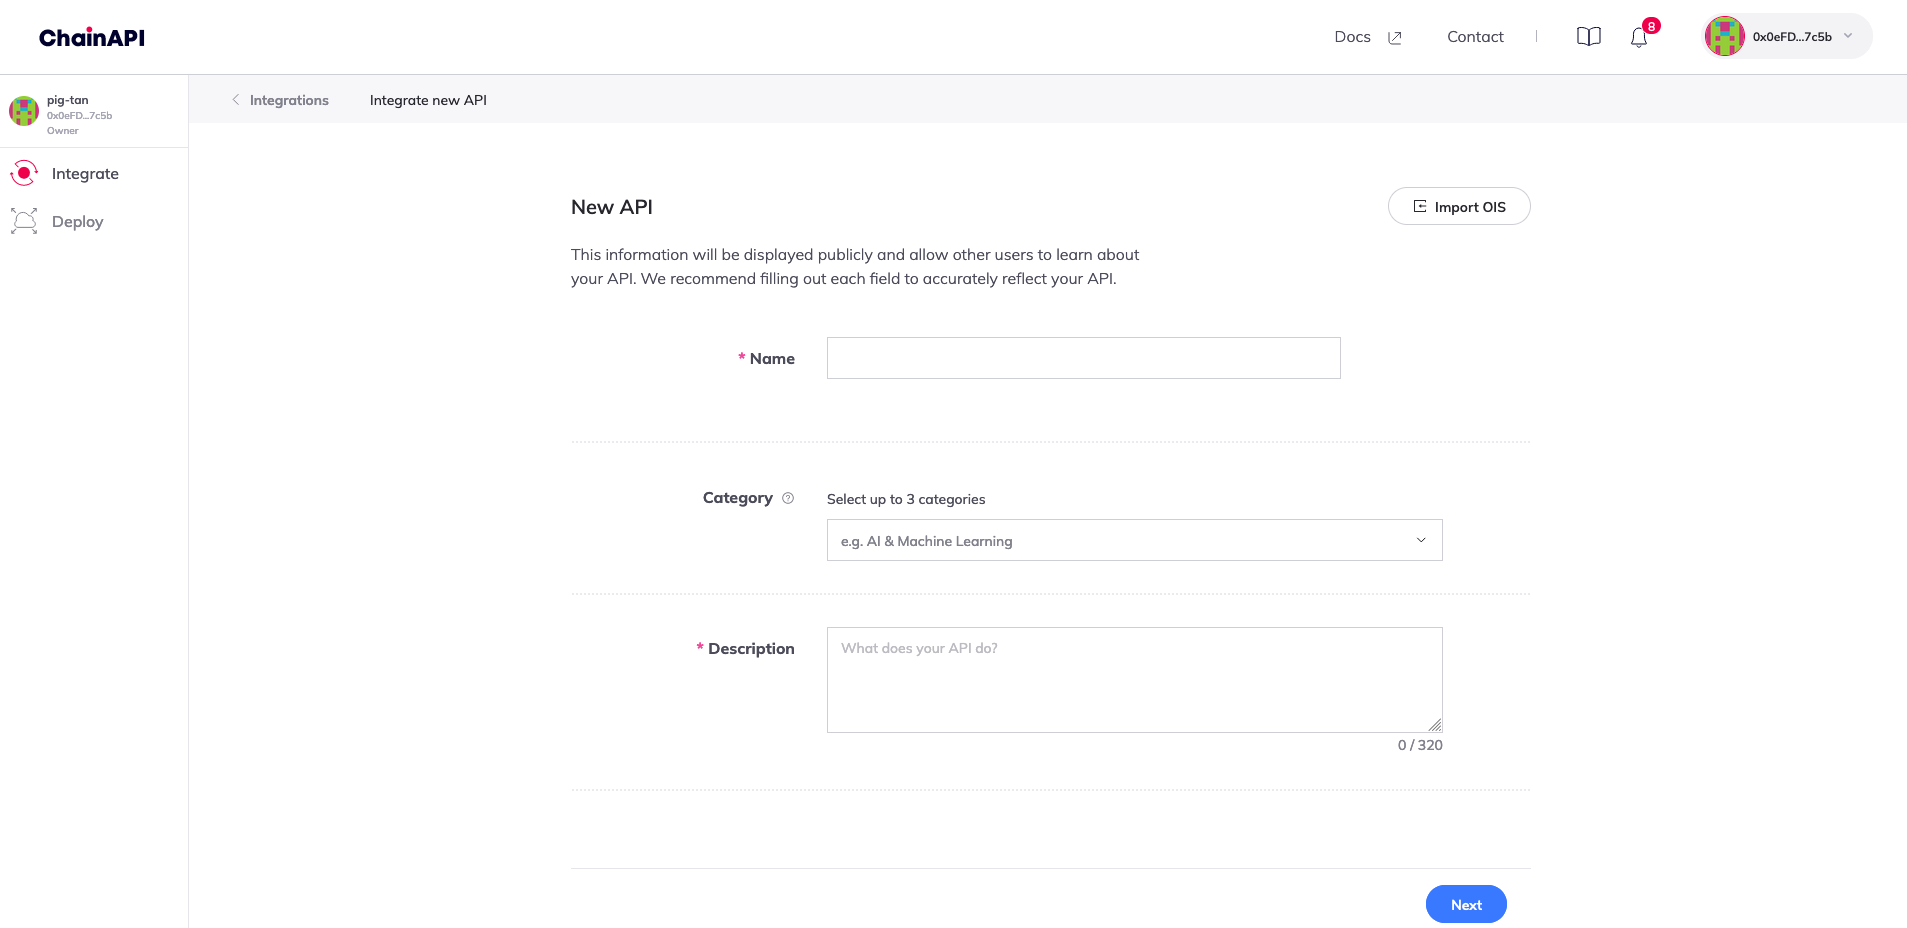 ChainAPI
Docs
Contact
8
0x0eFD...7c5b
pig-tan
0x0eFD...7c5b
Owner
Integrate
Deploy
Integrations
Integrate new API
New API
Import OIS
This information will be displayed publicly and allow other users to learn about
your API. We recommend filling out each field to accurately reflect your API.
* Name
Category
Select up to 3 categories
e.g. AI & Machine Learning
* Description
What does your API do?
0 / 320
Next